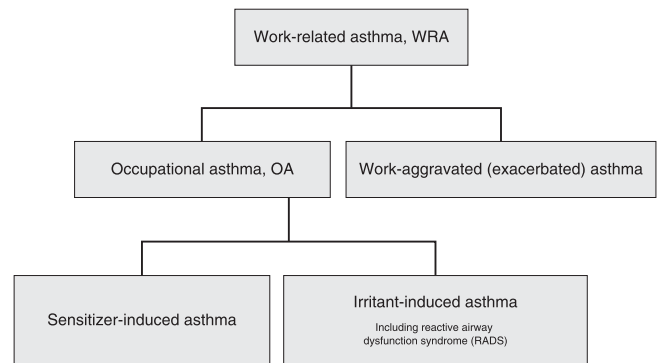 Work-related asthma, WRA
Occupational asthma, OA
Work-aggravated (exacerbated) asthma
Sensitizer-induced asthma
Irritant-induced asthma
Including reactive airway
dysfunction syndrome (RADS)